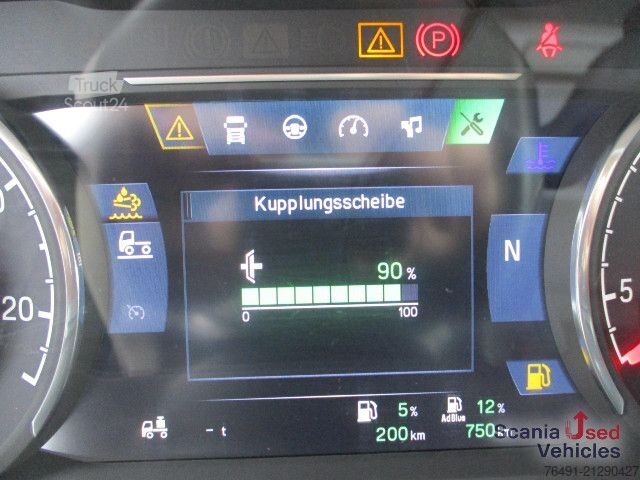 Truck
Scout24
Kupplungsscheibe
90 %
0 100
N
20
5
5% 12%
AdBlue
- t 200 km 750
Scania Used
Vehicles
76491-21290427